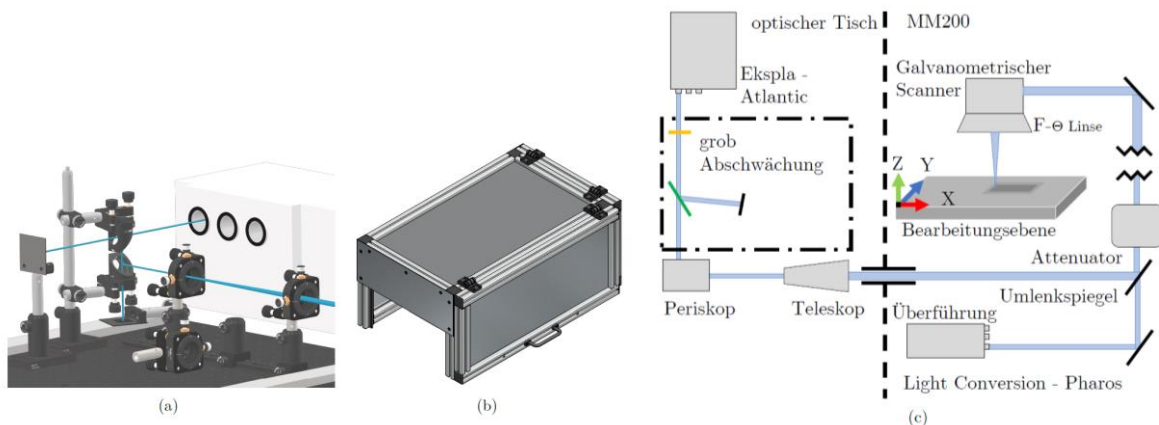 optischer Tisch
MM200
Ekspla -
Atlantic
grob
Abschwächung
Periskop
Teleskop
Galvanometrischer
Scanner
F-Θ Linse
Z
Y
X
Bearbeitungsebene
Attenuator
Umlenkspiegel
Überführung
Light Conversion - Pharos
(a)
(b)
(c)